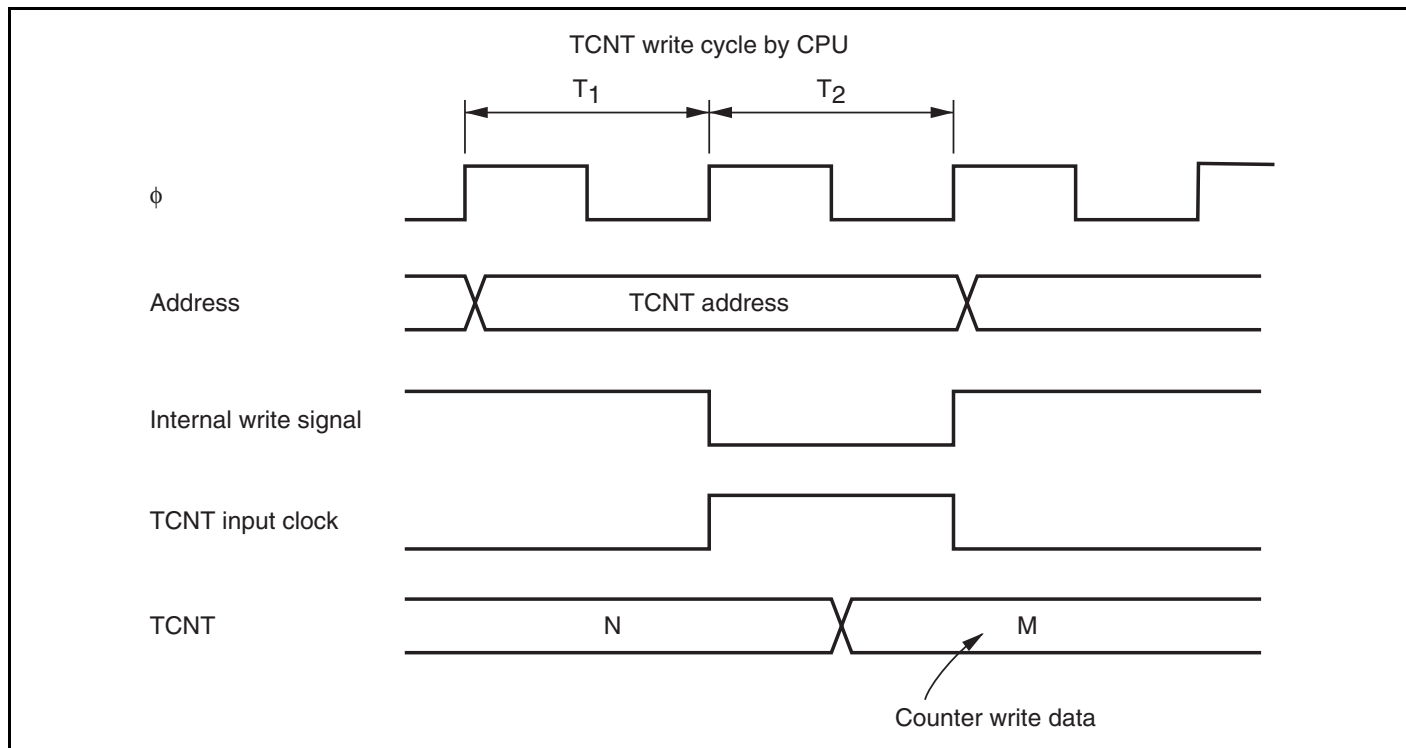 TCNT write cycle by CPU
T1 T2
ϕ
Address TCNT address
Internal write signal
TCNT input clock
TCNT N M
Counter write data